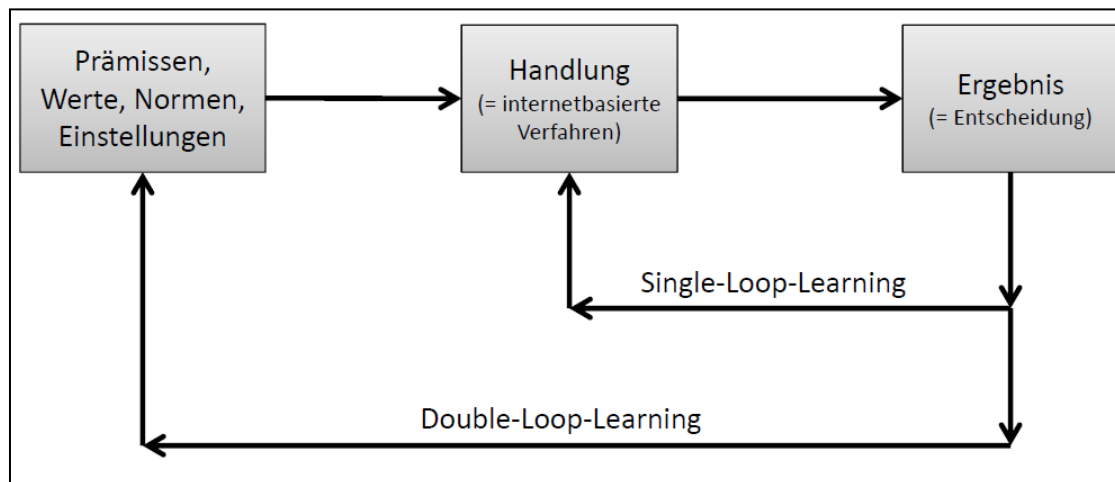 Prämissen,
Werte, Normen,
Einstellungen
Handlung
(= internetbasierte
Verfahren)
Ergebnis
(= Entscheidung)
Single-Loop-Learning
Double-Loop-Learning